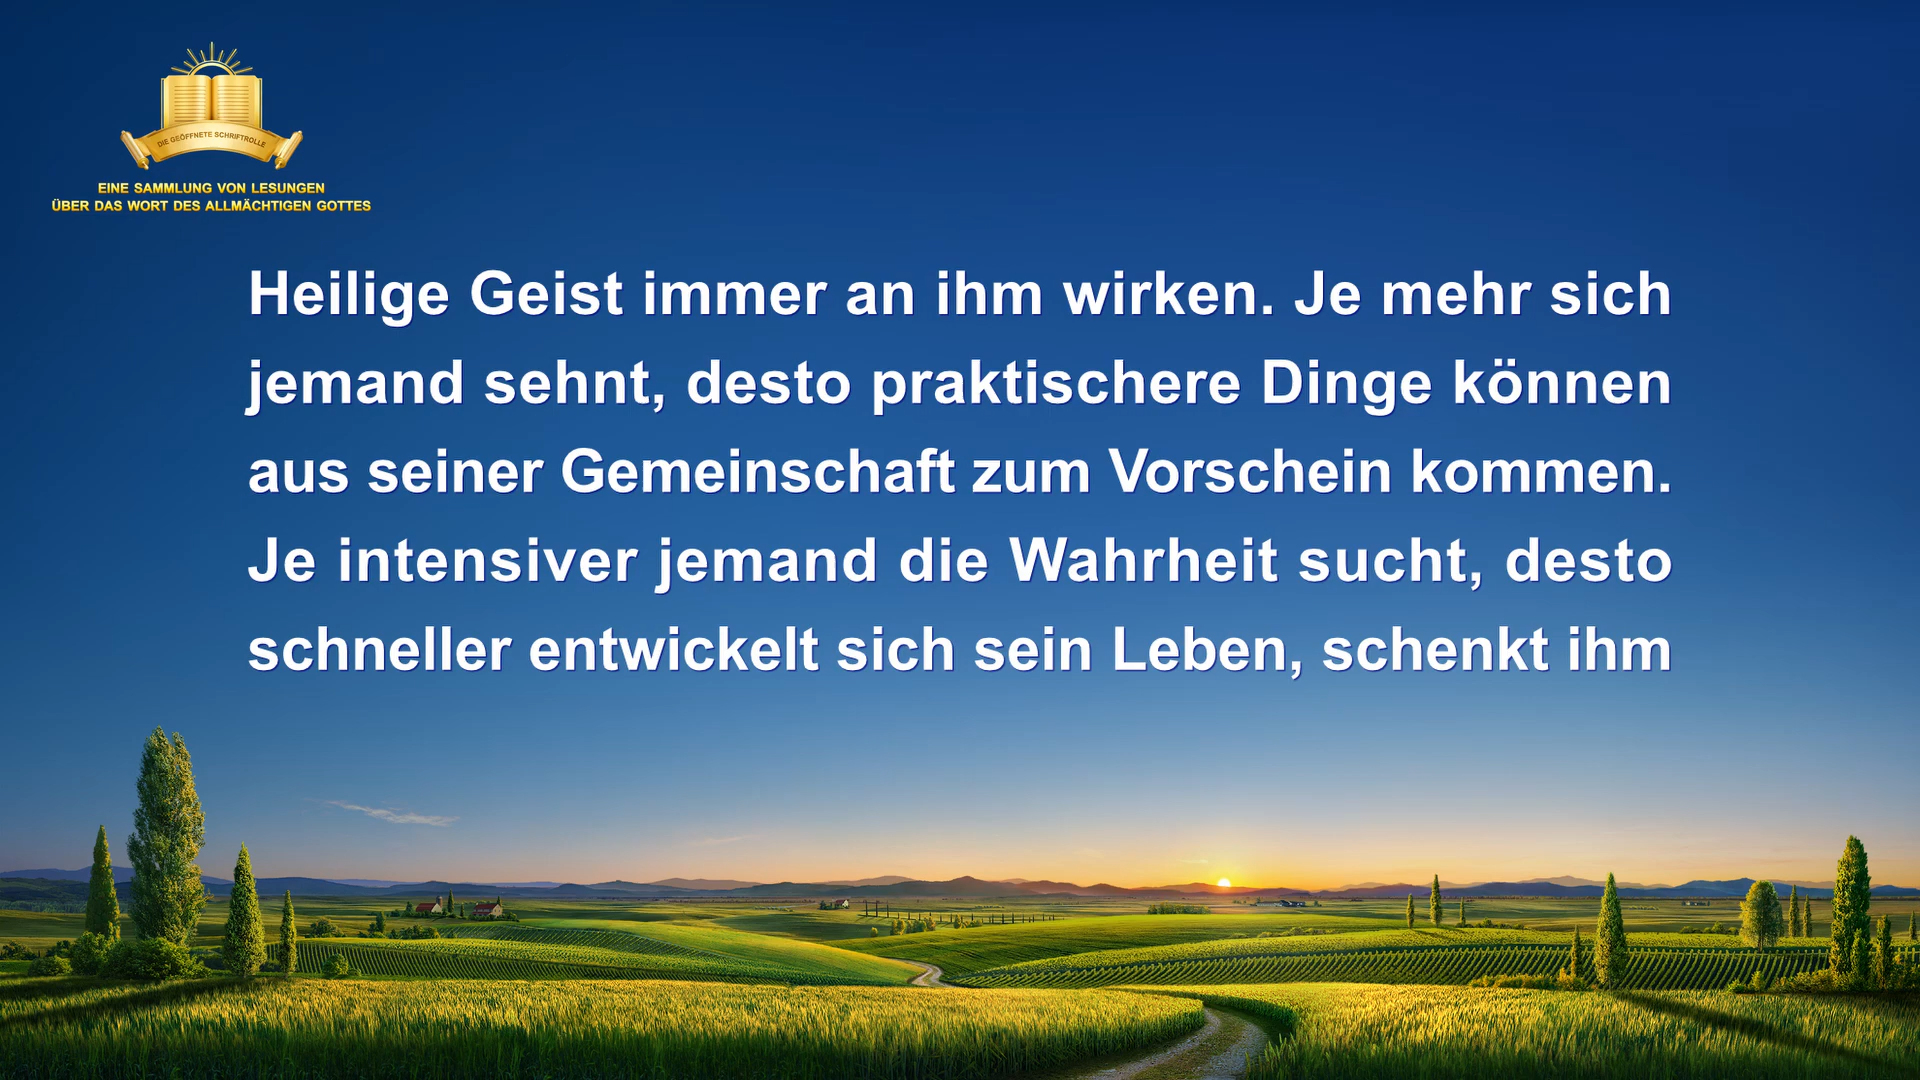 DIE GEÖFFNETE SCHRIFTROLLE
EINE SAMMLUNG VON LESUNGEN
ÜBER DAS WORT DES ALLMÄCHTIGEN GOTTES
Heilige Geist immer an ihm wirken. Je mehr sich
jemand sehnt, desto praktischere Dinge können
aus seiner Gemeinschaft zum Vorschein kommen.
Je intensiver jemand die Wahrheit sucht, desto
schneller entwickelt sich sein Leben, schenkt ihm